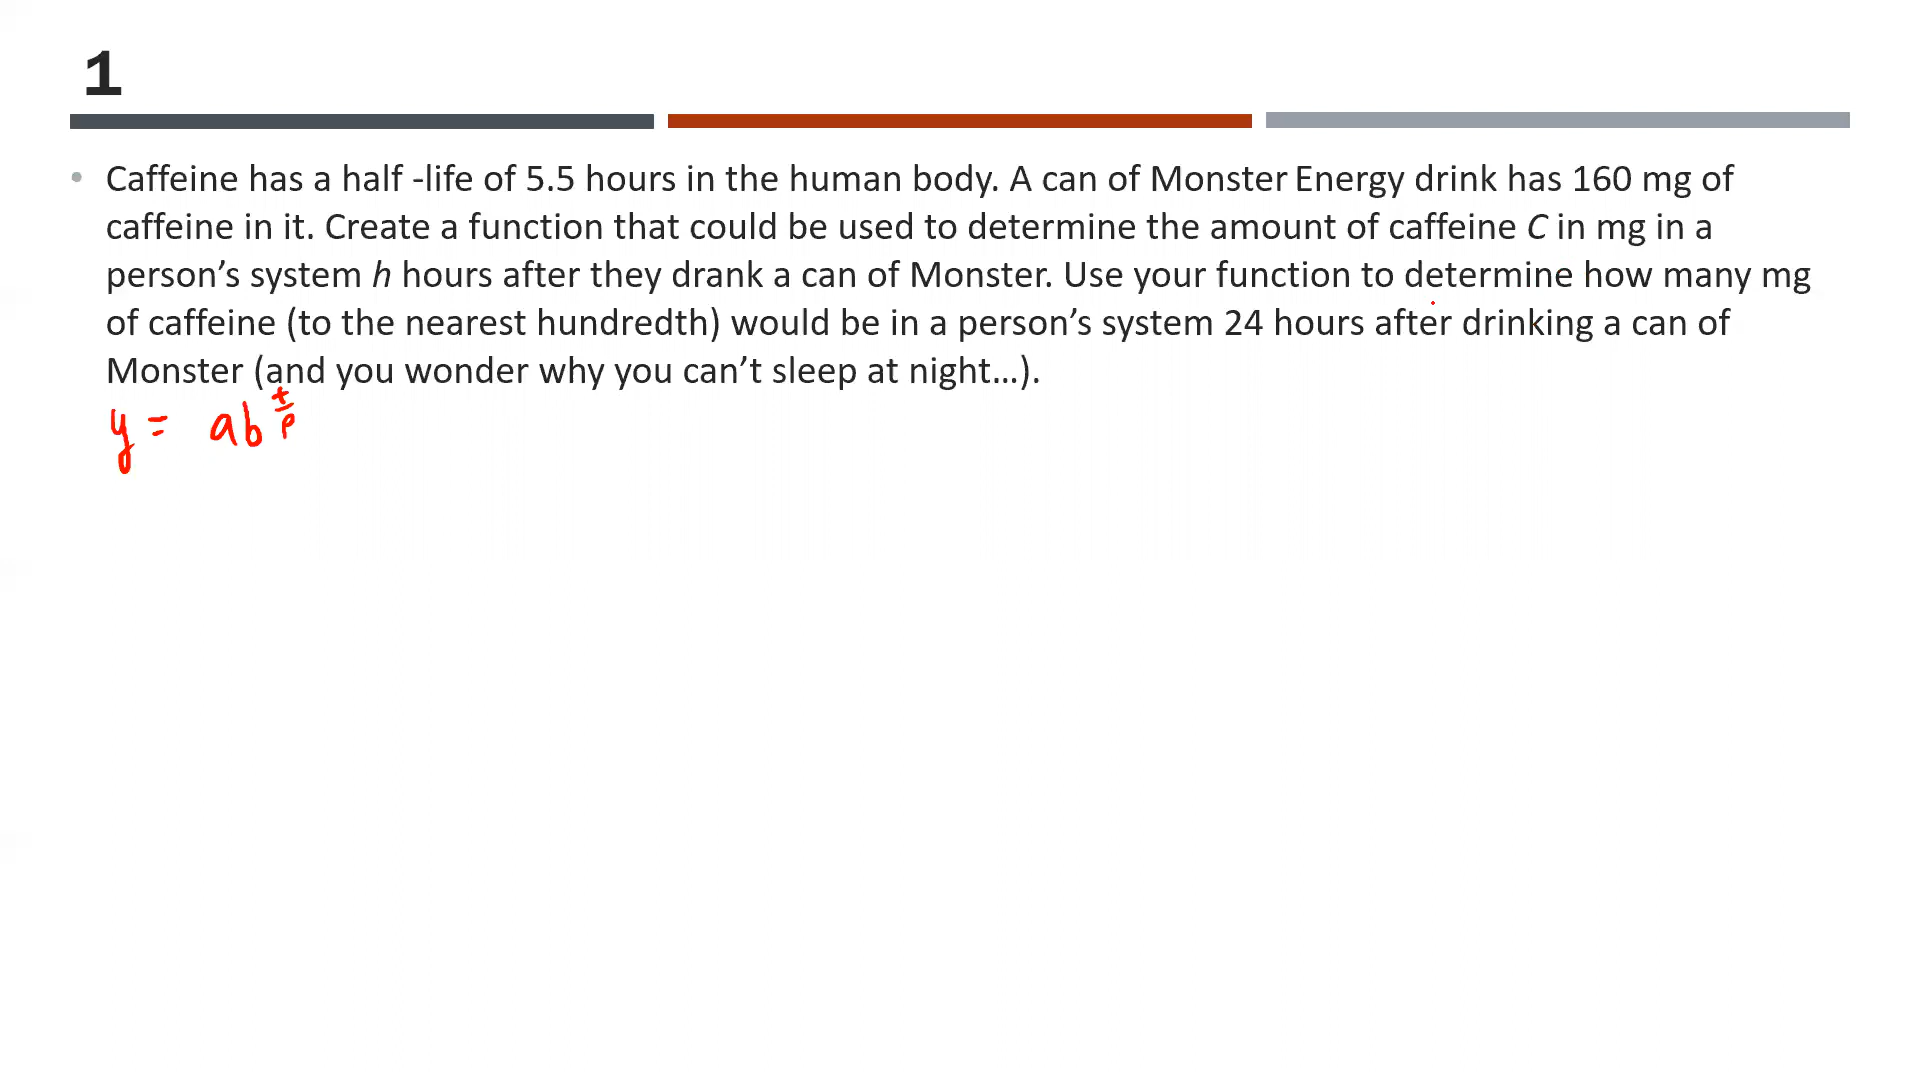 1
• Caffeine has a half -life of 5.5 hours in the human body. A can of Monster Energy drink has 160 mg of
caffeine in it. Create a function that could be used to determine the amount of caffeine C in mg in a
person’s system h hours after they drank a can of Monster. Use your function to determine how many mg
of caffeine (to the nearest hundredth) would be in a person’s system 24 hours after drinking a can of
Monster (and you wonder why you can’t sleep at night…).
y = ab^(t/p)